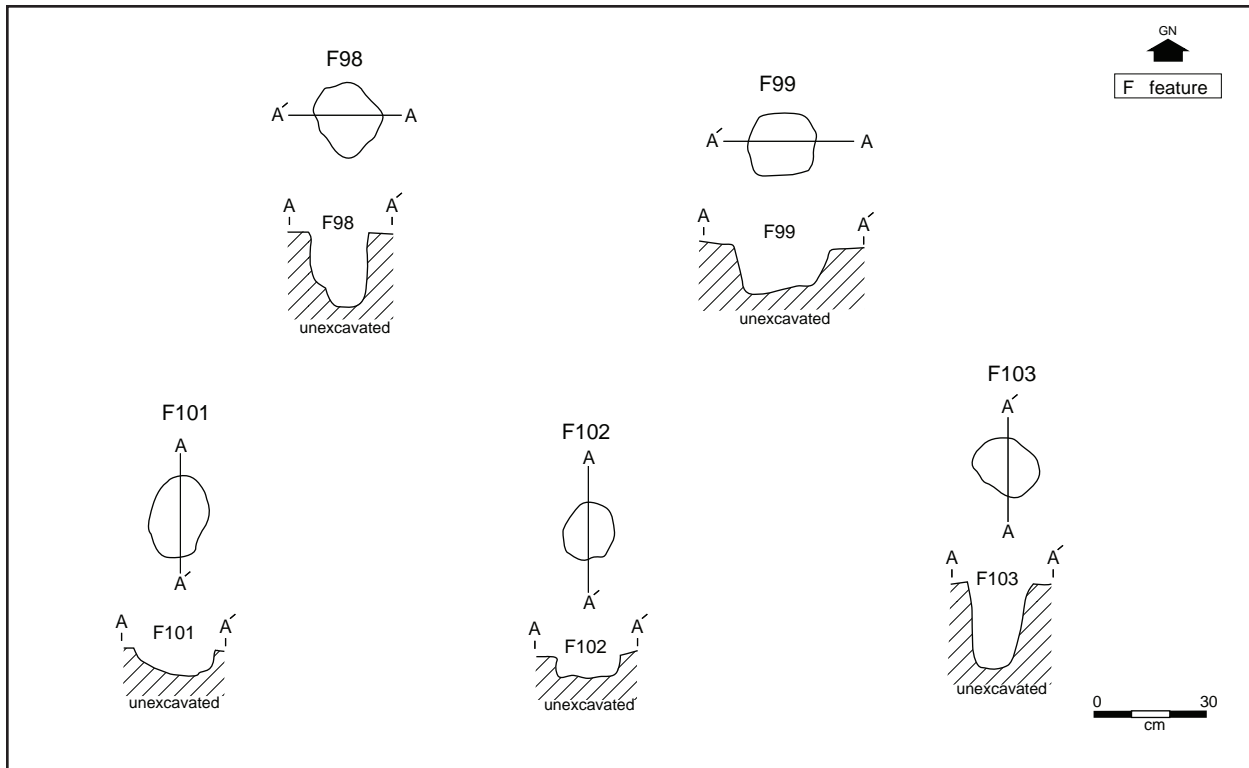 GN
F feature
F98
A′ A
A A′
F98
unexcavated
F99
A′ A
A A′
F99
unexcavated
F101
A
A′
A A′
F101
unexcavated
F102
A
A′
A A′
F102
unexcavated
F103
A′
A
A A′
F103
unexcavated
0 30
cm